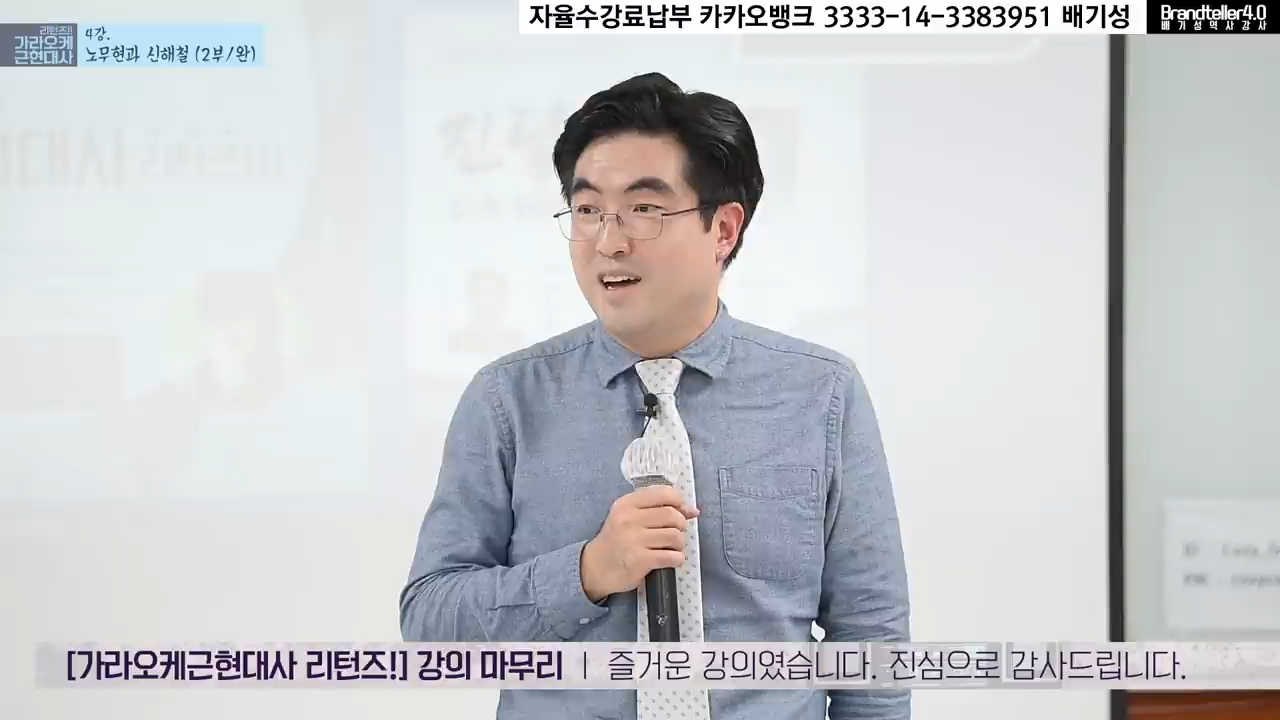 자율수강료납부 카카오뱅크 3333-14-3383951 배기성
Brandteller4.0
배기성역사강사
리턴즈!!
가라오케
근현대사
4강.
노무현과 신해철 (2부/완)
[가라오케근현대사 리턴즈!] 강의 마무리 | 즐거운 강의였습니다. 진심으로 감사드립니다.